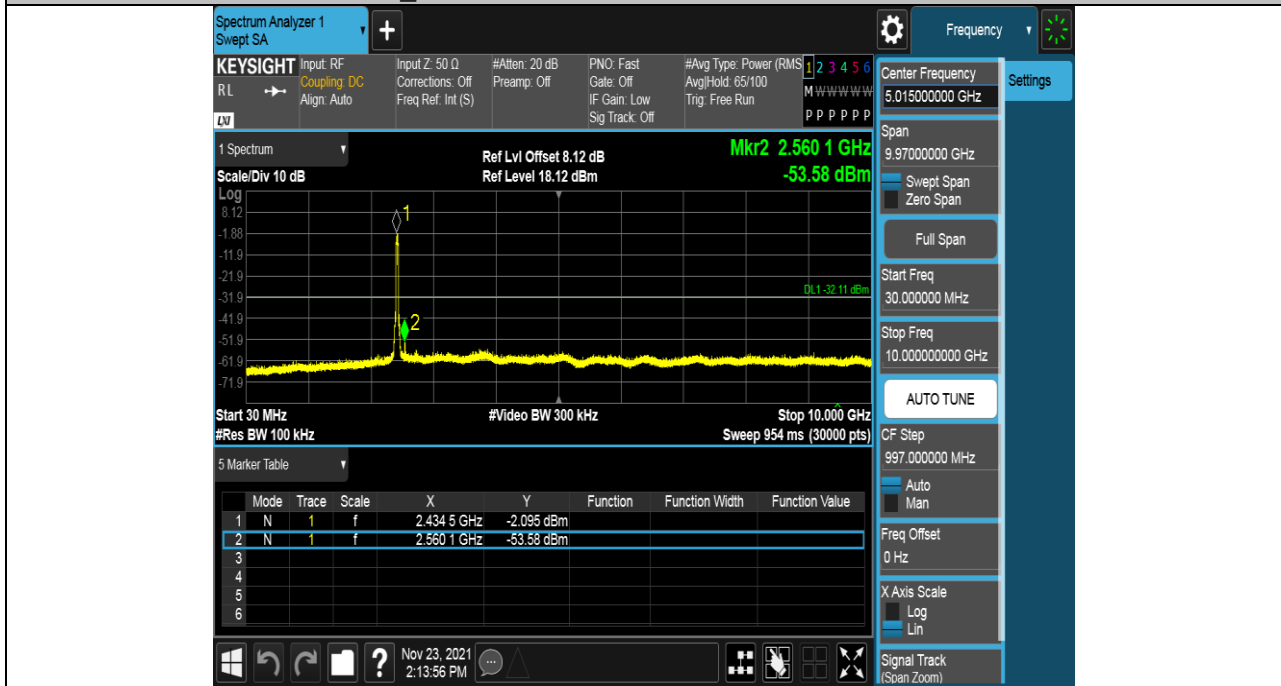 Spectrum Analyzer 1
Swept SA
+
Frequency
KEYSIGHT
RL
LXI
Input: RF
Coupling: DC
Align: Auto
Input Z: 50 Ω
Corrections: Off
Freq Ref: Int (S)
#Atten: 20 dB
Preamp: Off
PNO: Fast
Gate: Off
IF Gain: Low
Sig Track: Off
#Avg Type: Power (RMS
Avg|Hold: 65/100
Trig: Free Run
1 2 3 4 5 6
M W W W W W
P P P P P P
1 Spectrum
Scale/Div 10 dB
Ref Lvl Offset 8.12 dB
Ref Level 18.12 dBm
Mkr2 2.560 1 GHz
-53.58 dBm
Log
8.12
-1.88
-11.9
-21.9
-31.9
-41.9
-51.9
-61.9
-71.9
1
2
DL1 -32.11 dBm
Start 30 MHz
#Res BW 100 kHz
#Video BW 300 kHz
Stop 10.000 GHz
Sweep 954 ms (30000 pts)
5 Marker Table
Mode Trace Scale X Y Function Function Width Function Value
1 N 1 f 2.434 5 GHz -2.095 dBm
2 N 1 f 2.560 1 GHz -53.58 dBm
3
4
5
6
?
Nov 23, 2021
2:13:56 PM
Center Frequency
5.015000000 GHz
Span
9.97000000 GHz
Swept Span
Zero Span
Full Span
Start Freq
30.000000 MHz
Stop Freq
10.000000000 GHz
AUTO TUNE
CF Step
997.000000 MHz
Auto
Man
Freq Offset
0 Hz
X Axis Scale
Log
Lin
Signal Track
(Span Zoom)
Settings